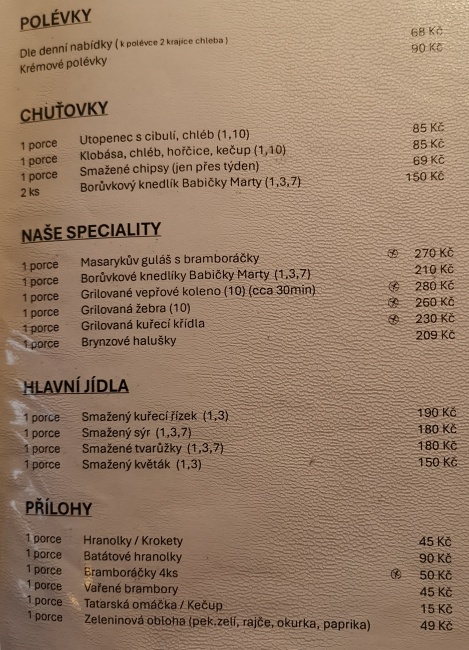 POLÉVKY
Dle denní nabídky ( k polévce 2 krajíce chleba ) 68 Kč
Krémové polévky 90 Kč
CHUŤOVKY
1 porce Utopenec s cibulí, chléb (1,10) 85 Kč
1 porce Klobása, chléb, hořčice, kečup (1,10) 85 Kč
1 porce Smažené chipsy (jen přes týden) 69 Kč
2 ks Borůvkový knedlík Babičky Marty (1,3,7) 150 Kč
NAŠE SPECIALITY
1 porce Masarykův guláš s bramboráčky 270 Kč
1 porce Borůvkové knedlíky Babičky Marty (1,3,7) 210 Kč
1 porce Grilované vepřové koleno (10) (cca 30min) 280 Kč
1 porce Grilovaná žebra (10) 260 Kč
1 porce Grilovaná kuřecí křídla 230 Kč
1 porce Brynzové halušky 209 Kč
HLAVNÍ JÍDLA
1 porce Smažený kuřecí řízek (1,3) 190 Kč
1 porce Smažený sýr (1,3,7) 180 Kč
1 porce Smažené tvarůžky (1,3,7) 180 Kč
1 porce Smažený květák (1,3) 150 Kč
PŘÍLOHY
1 porce Hranolky / Krokety 45 Kč
1 porce Batátové hranolky 90 Kč
1 porce Bramboráčky 4ks 50 Kč
1 porce Vařené brambory 45 Kč
1 porce Tatarská omáčka / Kečup 15 Kč
1 porce Zeleninová obloha (pek.zelí, rajče, okurka, paprika) 49 Kč